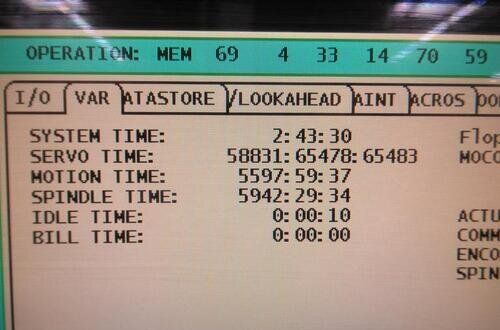 OPERATION: MEM 69 4 33 14 70 59
I/O VAR ATASTORE /LOOKAHEAD AINT ACROS
SYSTEM TIME: 2:43:30 Flop
SERVO TIME: 58831:65478:65483 MOCO
MOTION TIME: 5597:59:37
SPINDLE TIME: 5942:29:34
IDLE TIME: 0:00:10 ACTU
BILL TIME: 0:00:00 COMM
ENCO
SPIN